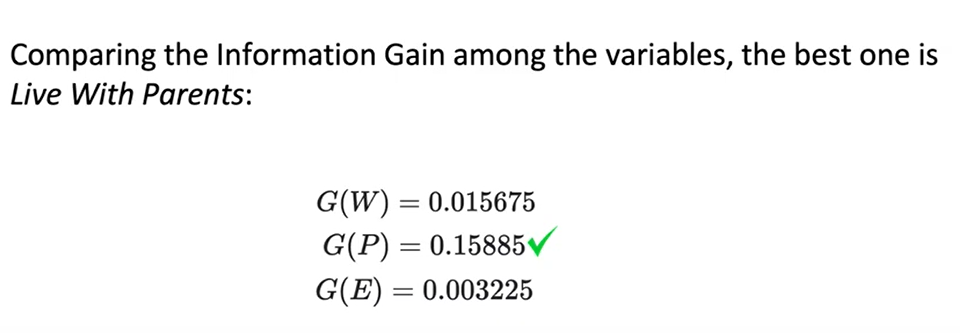 Comparing the Information Gain among the variables, the best one is
Live With Parents:
G(W) = 0.015675
G(P) = 0.15885✓
G(E) = 0.003225